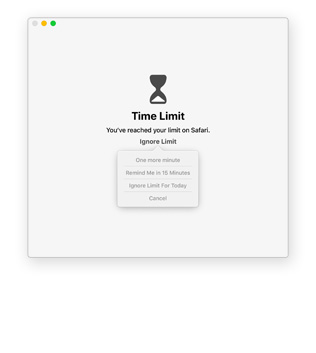 Time Limit
You've reached your limit on Safari.
Ignore Limit
One more minute
Remind Me in 15 Minutes
Ignore Limit For Today
Cancel